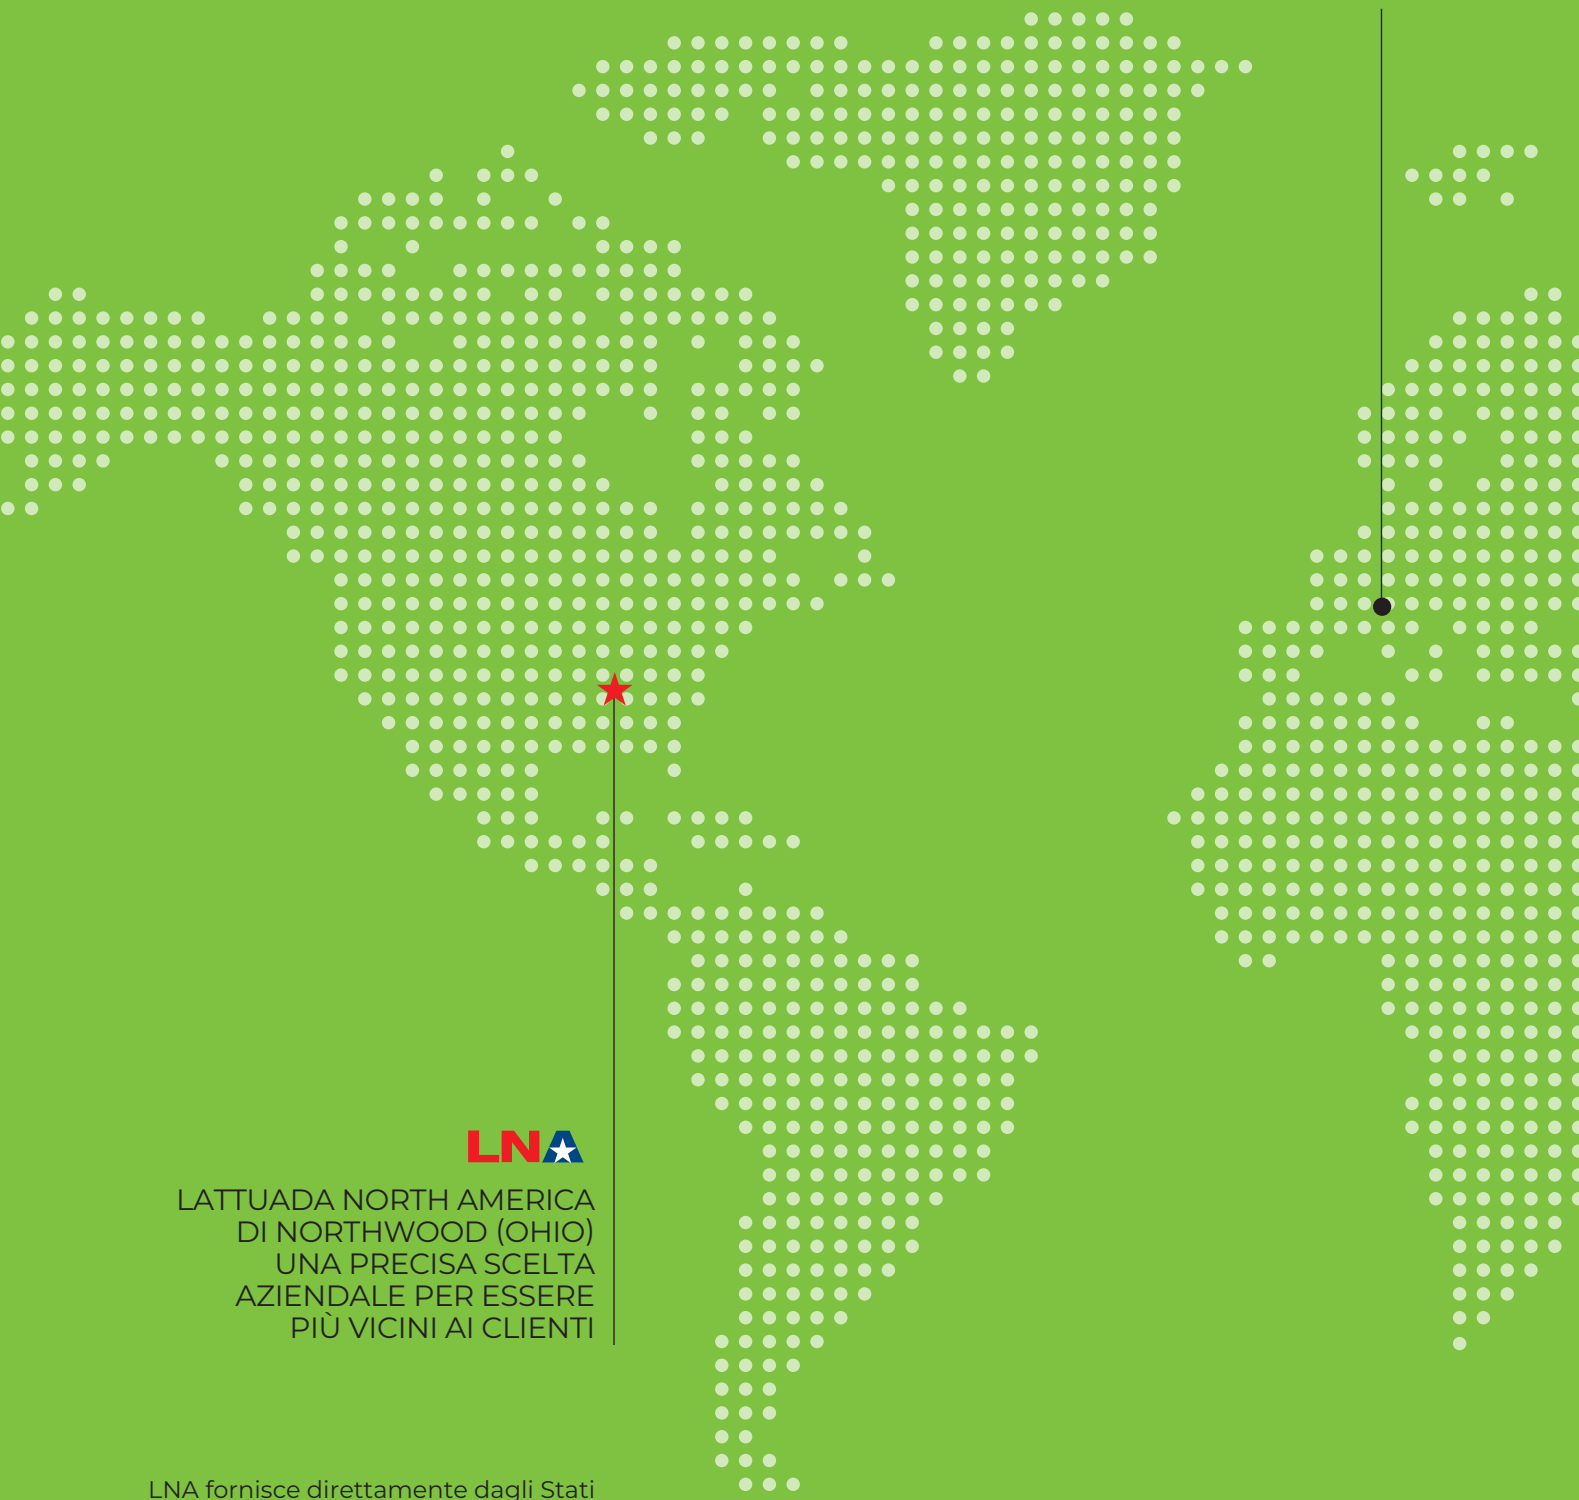 LNA
LATTUADA NORTH AMERICA
DI NORTHWOOD (OHIO)
UNA PRECISA SCELTA
AZIENDALE PER ESSERE
PIÙ VICINI AI CLIENTI
LNA fornisce direttamente dagli Stati